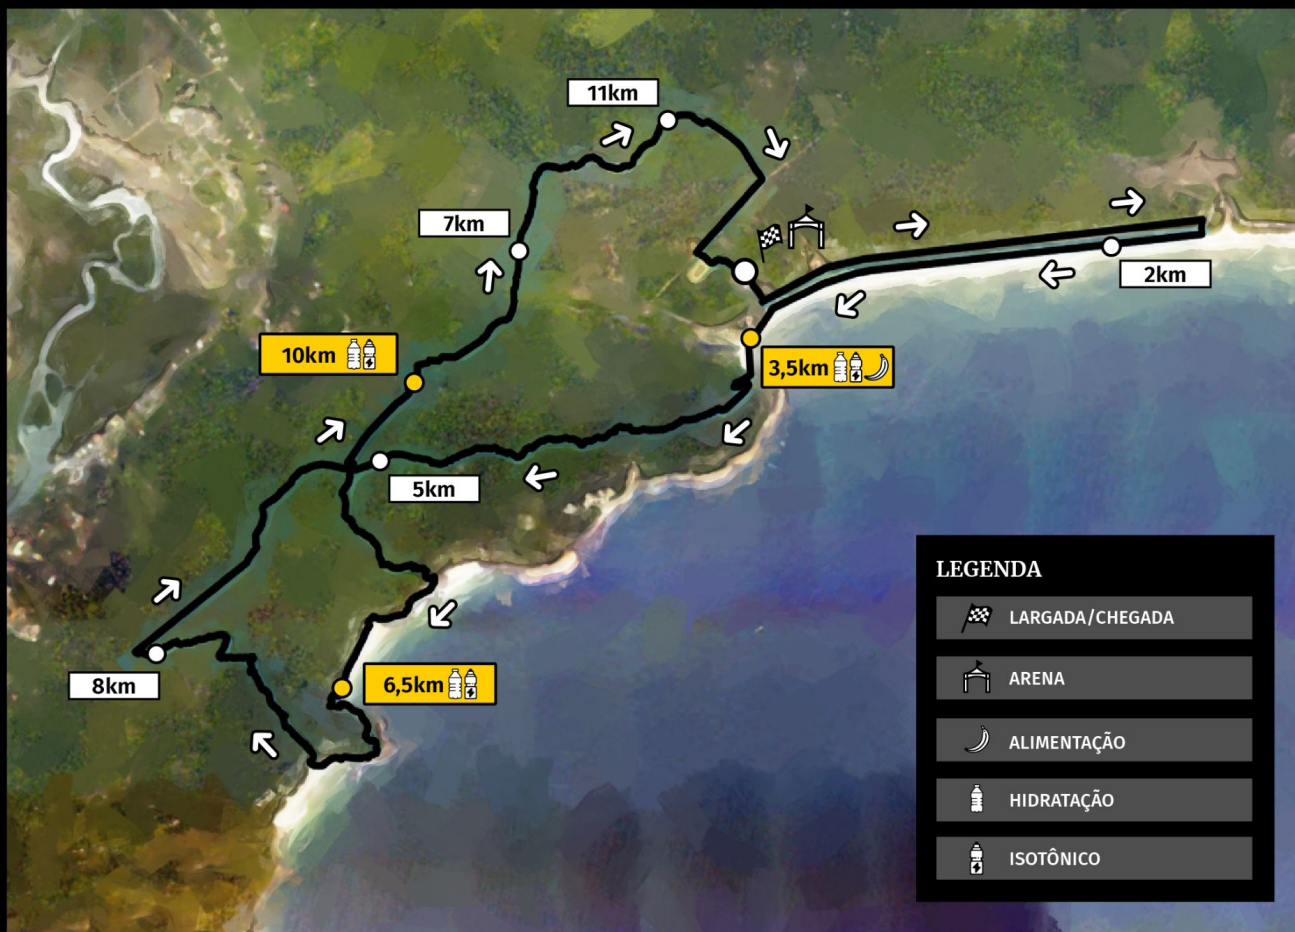 11km
7km
2km
10km
3,5km
5km
6,5km
8km
LEGENDA
LARGADA/CHEGADA
ARENA
ALIMENTAÇÃO
HIDRATAÇÃO
ISOTÔNICO